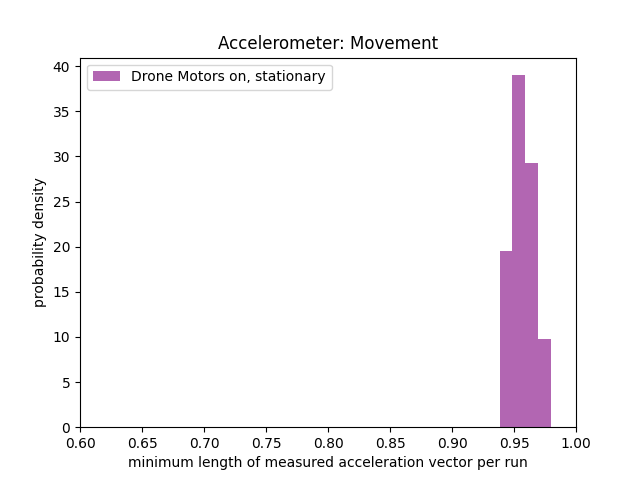 Accelerometer: Movement
Drone Motors on, stationary
probability density
40
35
30
25
20
15
10
5
0
0.60 0.65 0.70 0.75 0.80 0.85 0.90 0.95 1.00
minimum length of measured acceleration vector per run